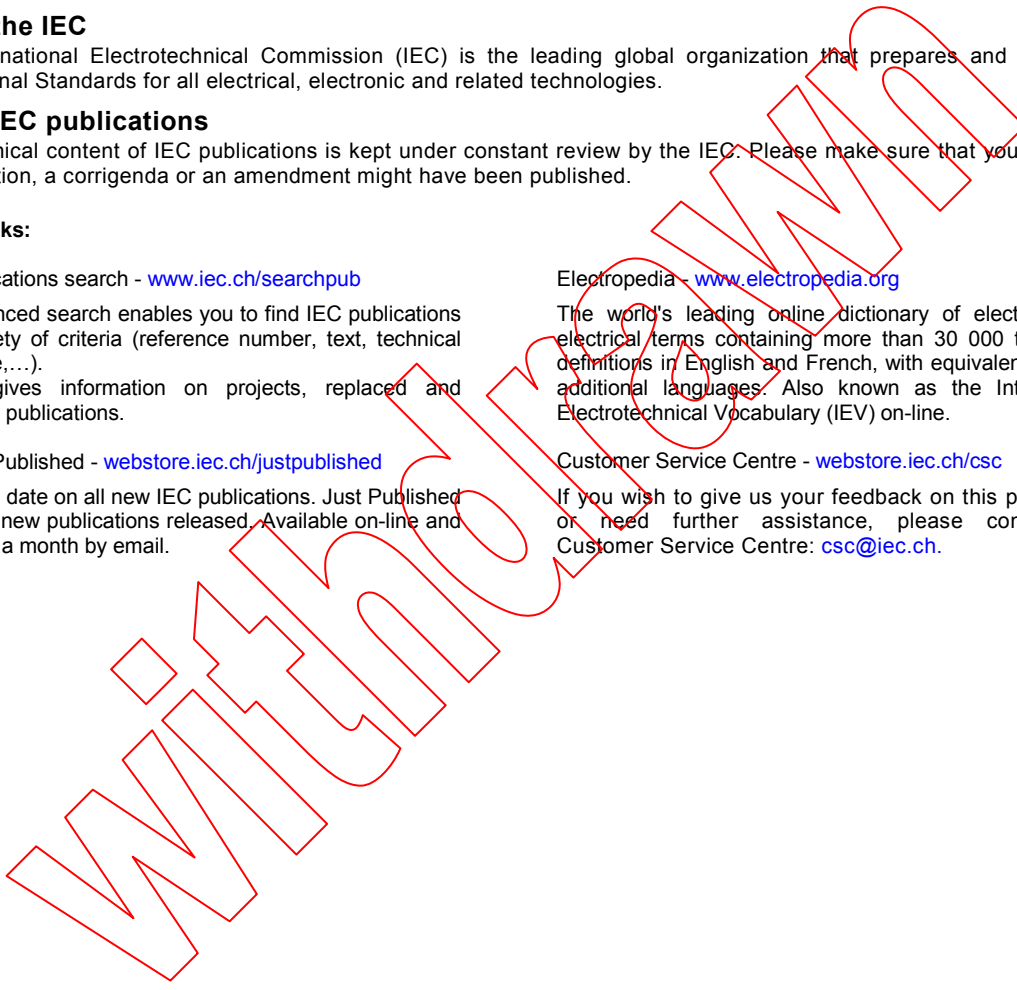 the IEC
national Electrotechnical Commission (IEC) is the leading global organization that prepares and
nal Standards for all electrical, electronic and related technologies.
EC publications
nical content of IEC publications is kept under constant review by the IEC. Please make sure that you
tion, a corrigenda or an amendment might have been published.
ks:
cations search - www.iec.ch/searchpub
nced search enables you to find IEC publications
ety of criteria (reference number, text, technical
e,…).
gives information on projects, replaced and
publications.
Published - webstore.iec.ch/justpublished
date on all new IEC publications. Just Published
new publications released. Available on-line and
a month by email.
Electropedia - www.electropedia.org
The world's leading online dictionary of elect
electrical terms containing more than 30 000 t
definitions in English and French, with equivalen
additional languages. Also known as the Int
Electrotechnical Vocabulary (IEV) on-line.
Customer Service Centre - webstore.iec.ch/csc
If you wish to give us your feedback on this p
or need further assistance, please con
Customer Service Centre: csc@iec.ch.
withdrawn